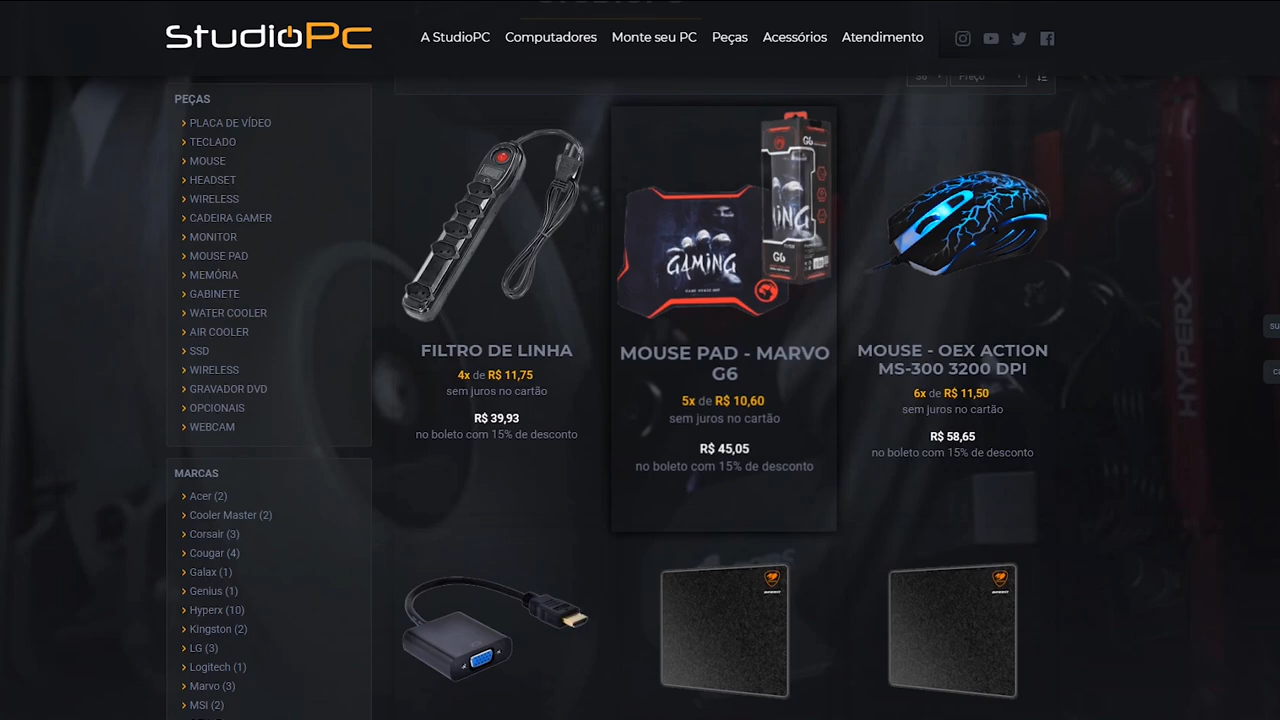 StudioPc
A StudioPC
Computadores
Monte seu PC
Peças
Acessórios
Atendimento
36
Preço
PEÇAS
PLACA DE VÍDEO
TECLADO
MOUSE
HEADSET
WIRELESS
CADEIRA GAMER
MONITOR
MOUSE PAD
MEMÓRIA
GABINETE
WATER COOLER
AIR COOLER
SSD
WIRELESS
GRAVADOR DVD
OPCIONAIS
WEBCAM
MARCAS
Acer (2)
Cooler Master (2)
Corsair (3)
Cougar (4)
Galax (1)
Genius (1)
Hyperx (10)
Kingston (2)
LG (3)
Logitech (1)
Marvo (3)
MSI (2)
FILTRO DE LINHA
4x de R$ 11,75
sem juros no cartão
R$ 39,93
no boleto com 15% de desconto
GAMING
G6
G6
MOUSE PAD - MARVO
G6
5x de R$ 10,60
sem juros no cartão
R$ 45,05
no boleto com 15% de desconto
MOUSE - OEX ACTION
MS-300 3200 DPI
6x de R$ 11,50
sem juros no cartão
R$ 58,65
no boleto com 15% de desconto
HYPERX